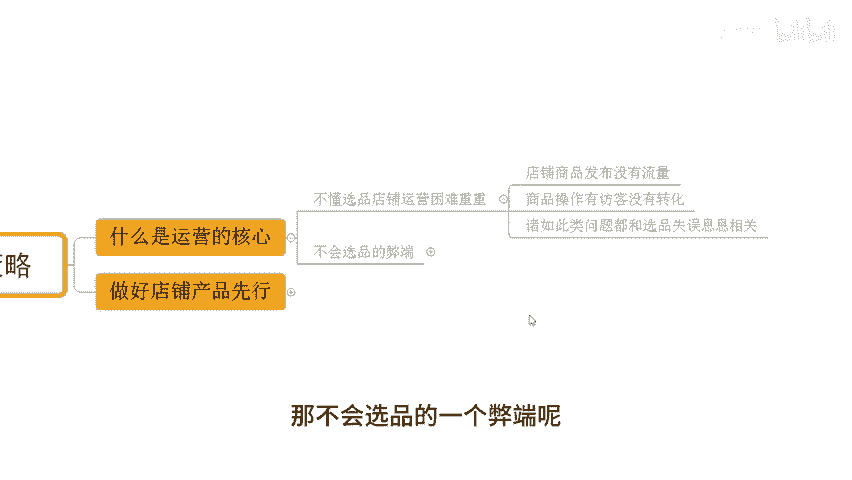 店铺商品发布没有流量
不懂选品店铺运营困难重重
商品操作有访客没有转化
诸如此类问题都和选品失误息息相关
什么是运营的核心
不会选品的弊端
略
做好店铺产品先行
那不会选品的一个弊端呢